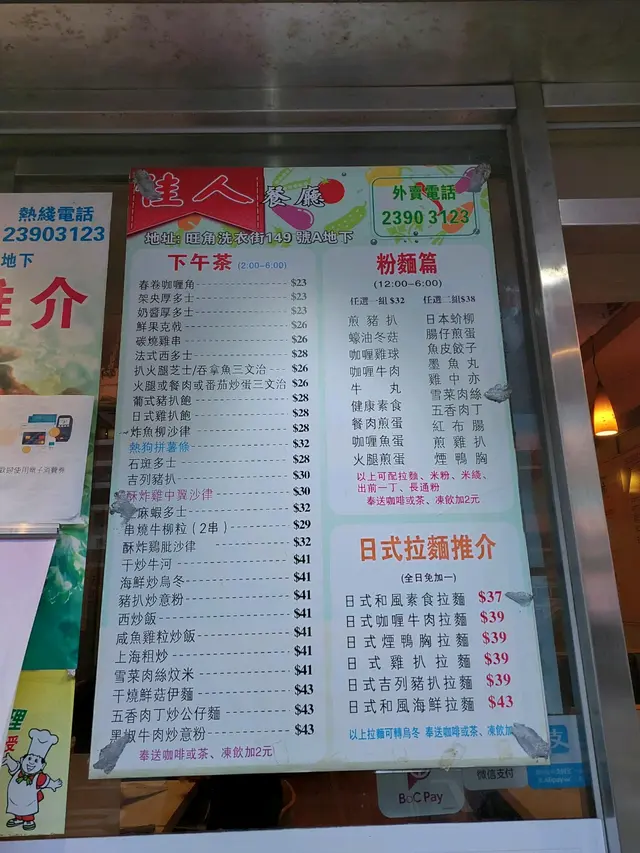 熱綫電話
23903123
地下
推介
理
佳人餐廳
外賣電話
2390 3123
地址: 旺角洗衣街149 號A地下
下午茶 (2:00-6:00)
春卷咖喱角 $23
架央厚多士 $23
奶醬厚多士 $23
鮮果克戟 $26
碳燒雞串 $26
法式西多士 $28
扒火腿芝士/吞拿魚三文治 $26
火腿或餐肉或番茄炒蛋三文治 $26
葡式豬扒飽 $28
日式雞扒飽 $28
炸魚柳沙律 $28
熱狗拼薯條 $32
石斑多士 $28
吉列豬扒 $30
酥炸雞中翼沙律 $30
麻蝦多士 $32
串燒牛柳粒 (2串) $29
酥炸鷄肶沙律 $32
干炒牛河 $41
海鮮炒烏冬 $41
豬扒炒意粉 $41
西炒飯 $41
咸魚雞粒炒飯 $41
上海粗炒 $41
雪菜肉絲炆米 $41
干燒鮮菇伊麵 $43
五香肉丁炒公仔麵 $43
黑椒牛肉炒意粉 $43
奉送咖啡或茶、凍飲加2元
粉麵篇
(12:00-6:00)
任選一組 $32 任選二組$38
煎豬扒 日本蚧柳
蠔油冬菇 腸仔煎蛋
咖喱雞球 魚皮餃子
咖喱牛肉 墨魚丸
牛丸 雞中亦
健康素食 雪菜肉絲
餐肉煎蛋 五香肉丁
咖喱魚蛋 紅布腸
火腿煎蛋 煎雞扒
煙鴨胸
以上可配拉麵、米粉、米綫、
出前一丁、長通粉
奉送咖啡或茶、凍飲加2元
日式拉麵推介
(全日免加一)
日式和風素食拉麵 $37
日式咖喱牛肉拉麵 $39
日式煙鴨胸拉麵 $39
日式雞扒拉麵 $39
日式吉列豬扒拉麵 $39
日式和風海鮮拉麵 $43
以上拉麵可轉烏冬 奉送咖啡或茶、凍飲加
BoC Pay
微信支付